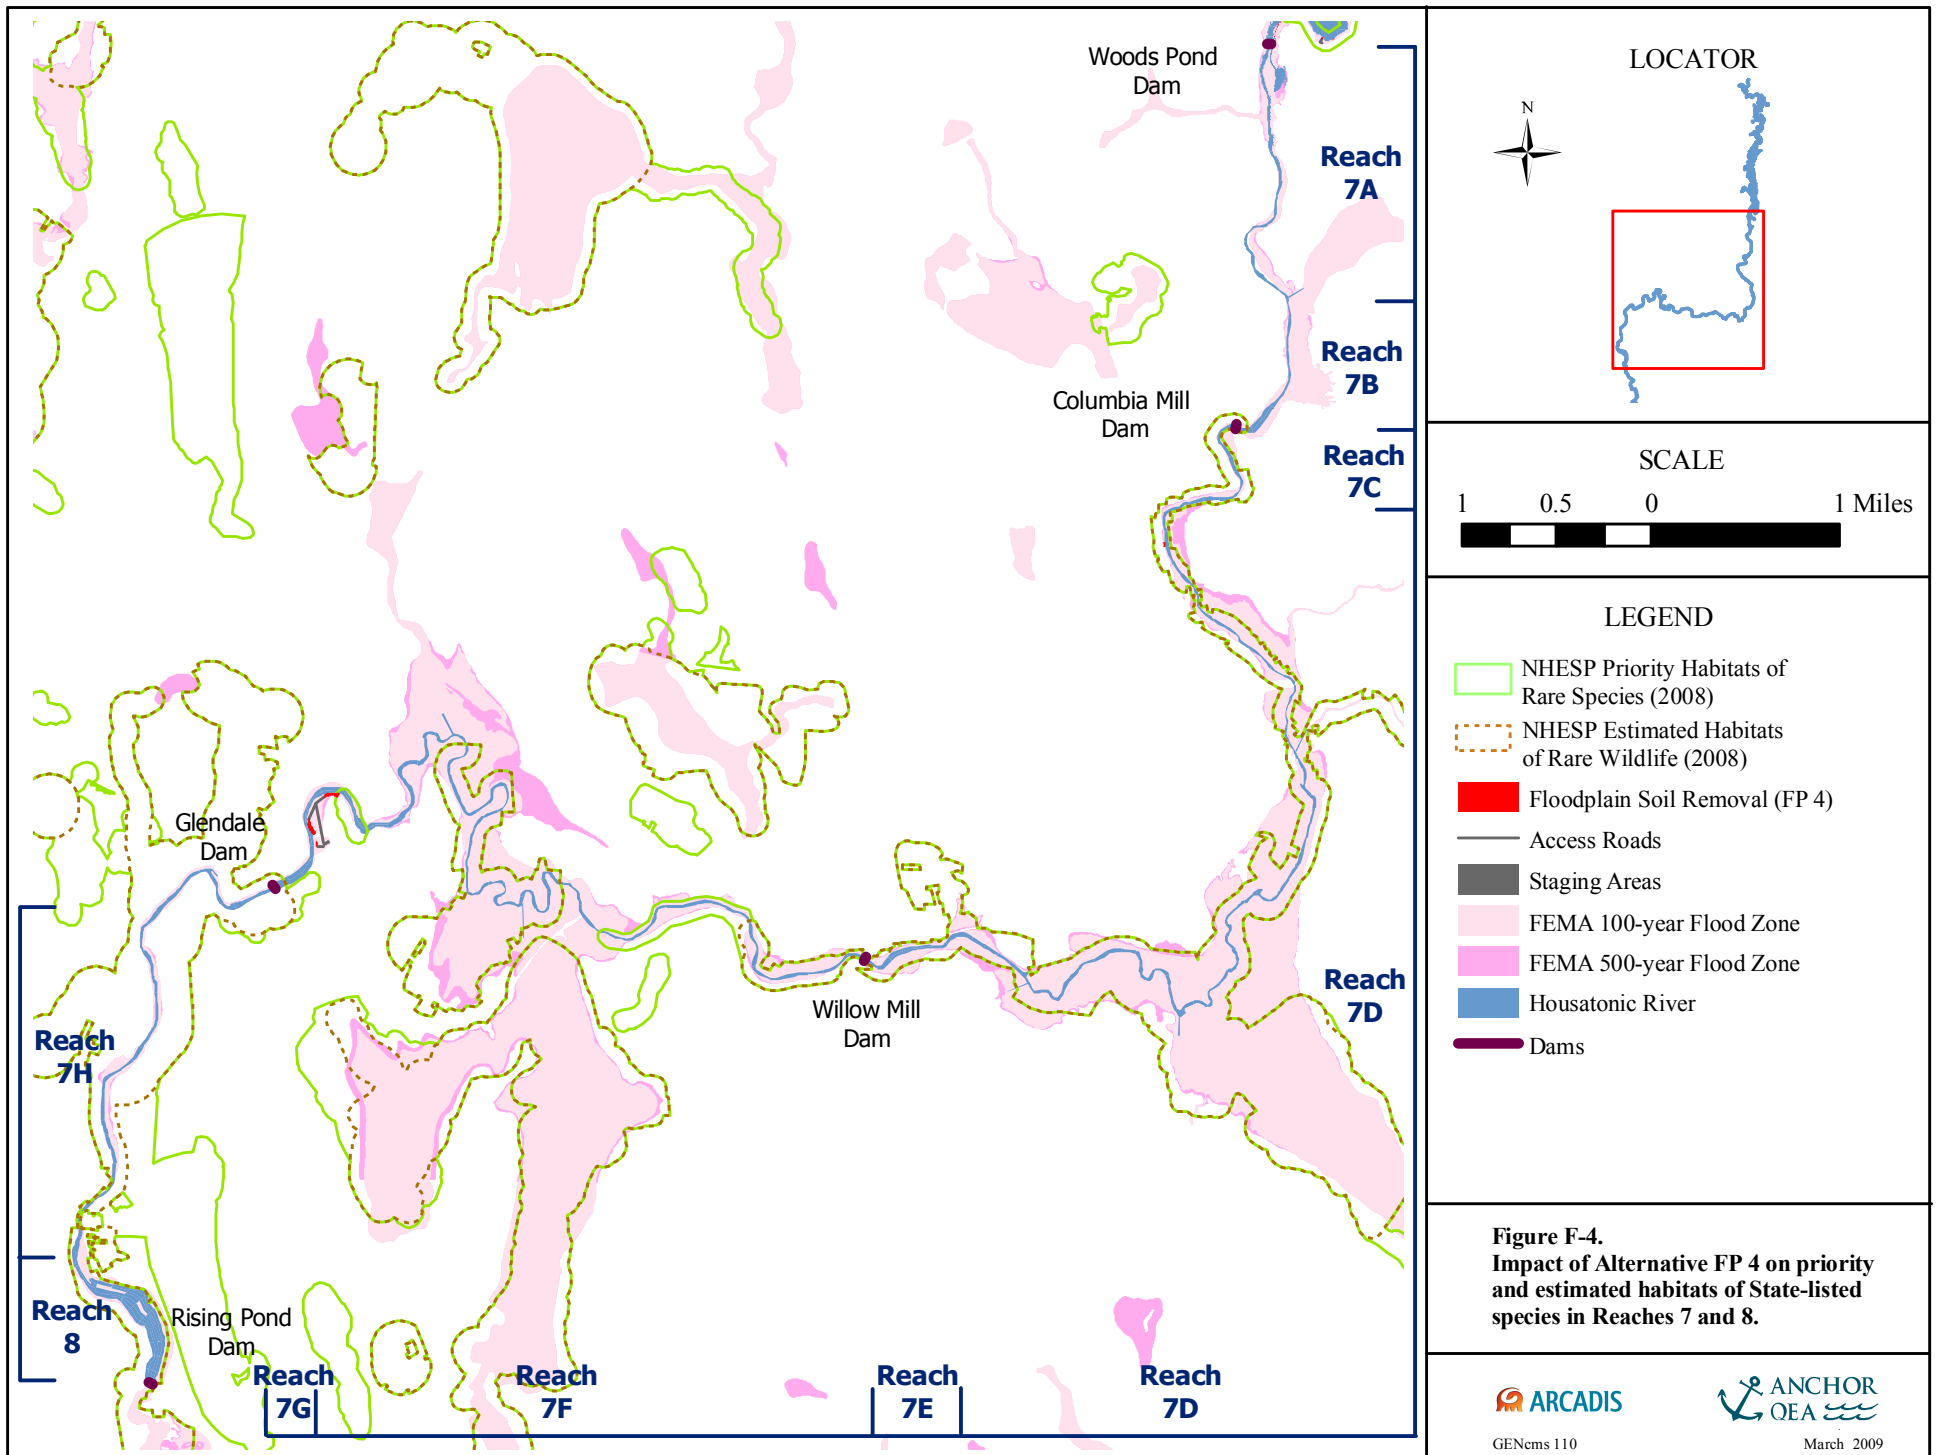 Woods Pond
Dam
Reach
7A
Reach
7B
Columbia Mill
Dam
Reach
7C
Glendale
Dam
Willow Mill
Dam
Reach
7D
Reach
7H
Reach
8
Rising Pond
Dam
Reach
7G
Reach
7F
Reach
7E
Reach
7D
LOCATOR
N
SCALE
1 0.5 0 1 Miles
LEGEND
NHESP Priority Habitats of
Rare Species (2008)
NHESP Estimated Habitats
of Rare Wildlife (2008)
Floodplain Soil Removal (FP 4)
Access Roads
Staging Areas
FEMA 100-year Flood Zone
FEMA 500-year Flood Zone
Housatonic River
Dams
Figure F-4.
Impact of Alternative FP 4 on priority
and estimated habitats of State-listed
species in Reaches 7 and 8.
ARCADIS
ANCHOR
QEA
GENcms 110
March 2009